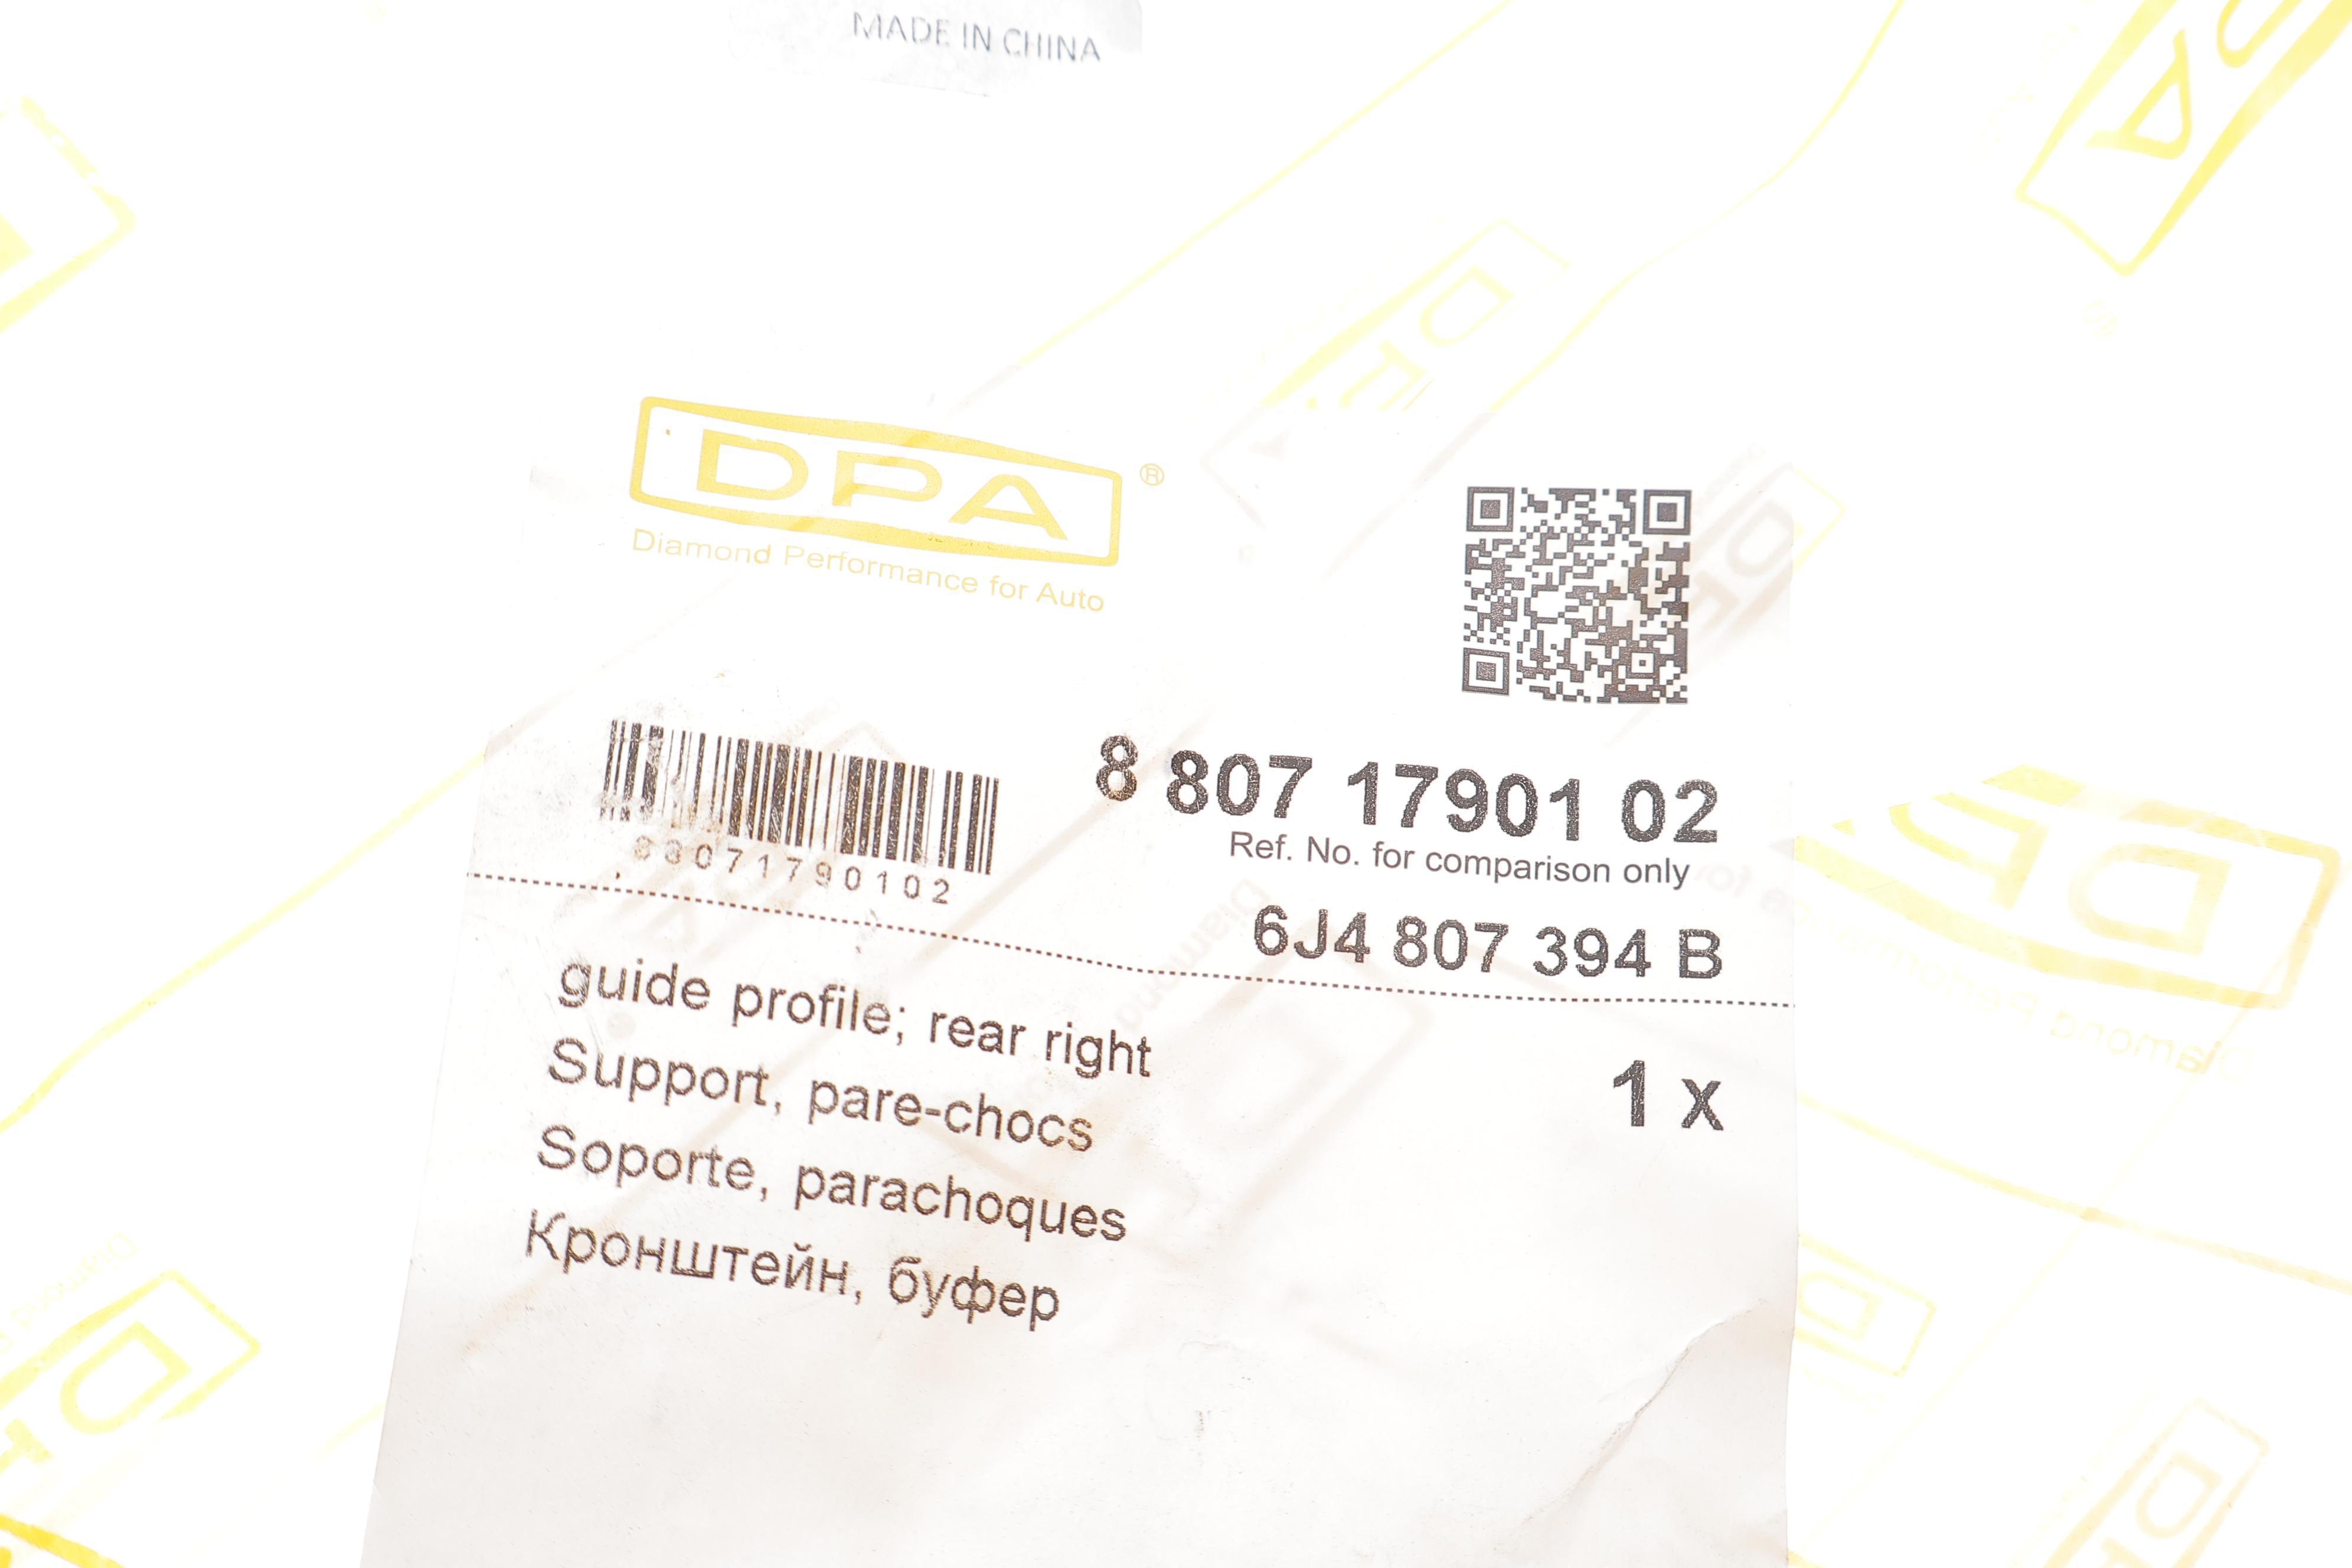 MADE IN CHINA
DPA®
Diamond Performance for Auto
88071790102
8 807 17901 02
Ref. No. for comparison only
6J4 807 394 B
guide profile; rear right
Support, pare-chocs
Soporte, parachoques
Кронштейн, буфер
1 x